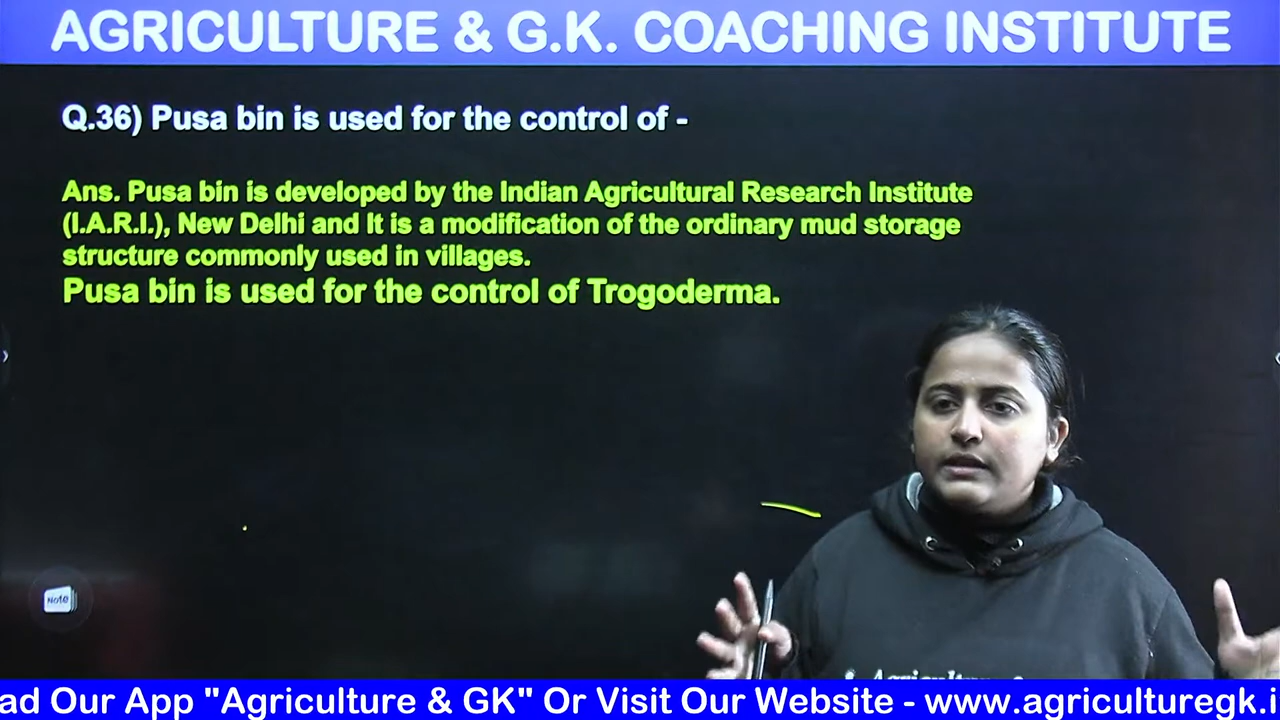 AGRICULTURE & G.K. COACHING INSTITUTE
Q.36) Pusa bin is used for the control of -
Ans. Pusa bin is developed by the Indian Agricultural Research Institute
(I.A.R.I.), New Delhi and It is a modification of the ordinary mud storage
structure commonly used in villages.
Pusa bin is used for the control of Trogoderma.
Note
Agriculture &
ad Our App "Agriculture & GK" Or Visit Our Website - www.agriculturegk.i